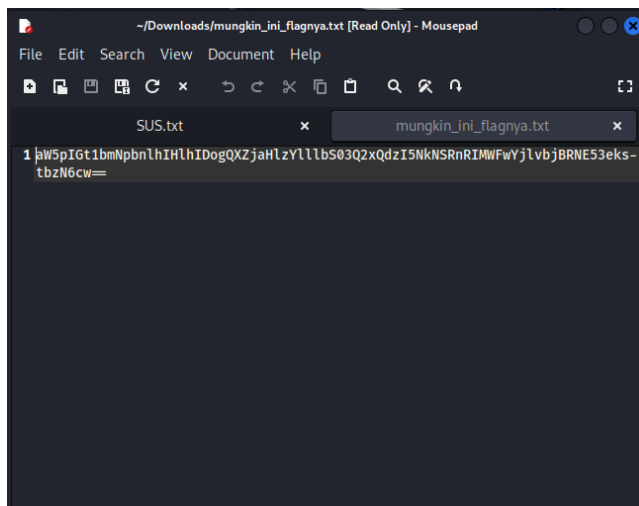 ~/Downloads/mungkin_ini_flagnya.txt [Read Only] - Mousepad
File Edit Search View Document Help
SUS.txt
mungkin_ini_flagnya.txt
1 aW5pIGt1bmNpbnlhIHlhIDogQXZjaHlzYlllbS03Q2xQdzI5NkNSRnRIMWFwYjlvbjBRNE53eks-
tbzN6cw==